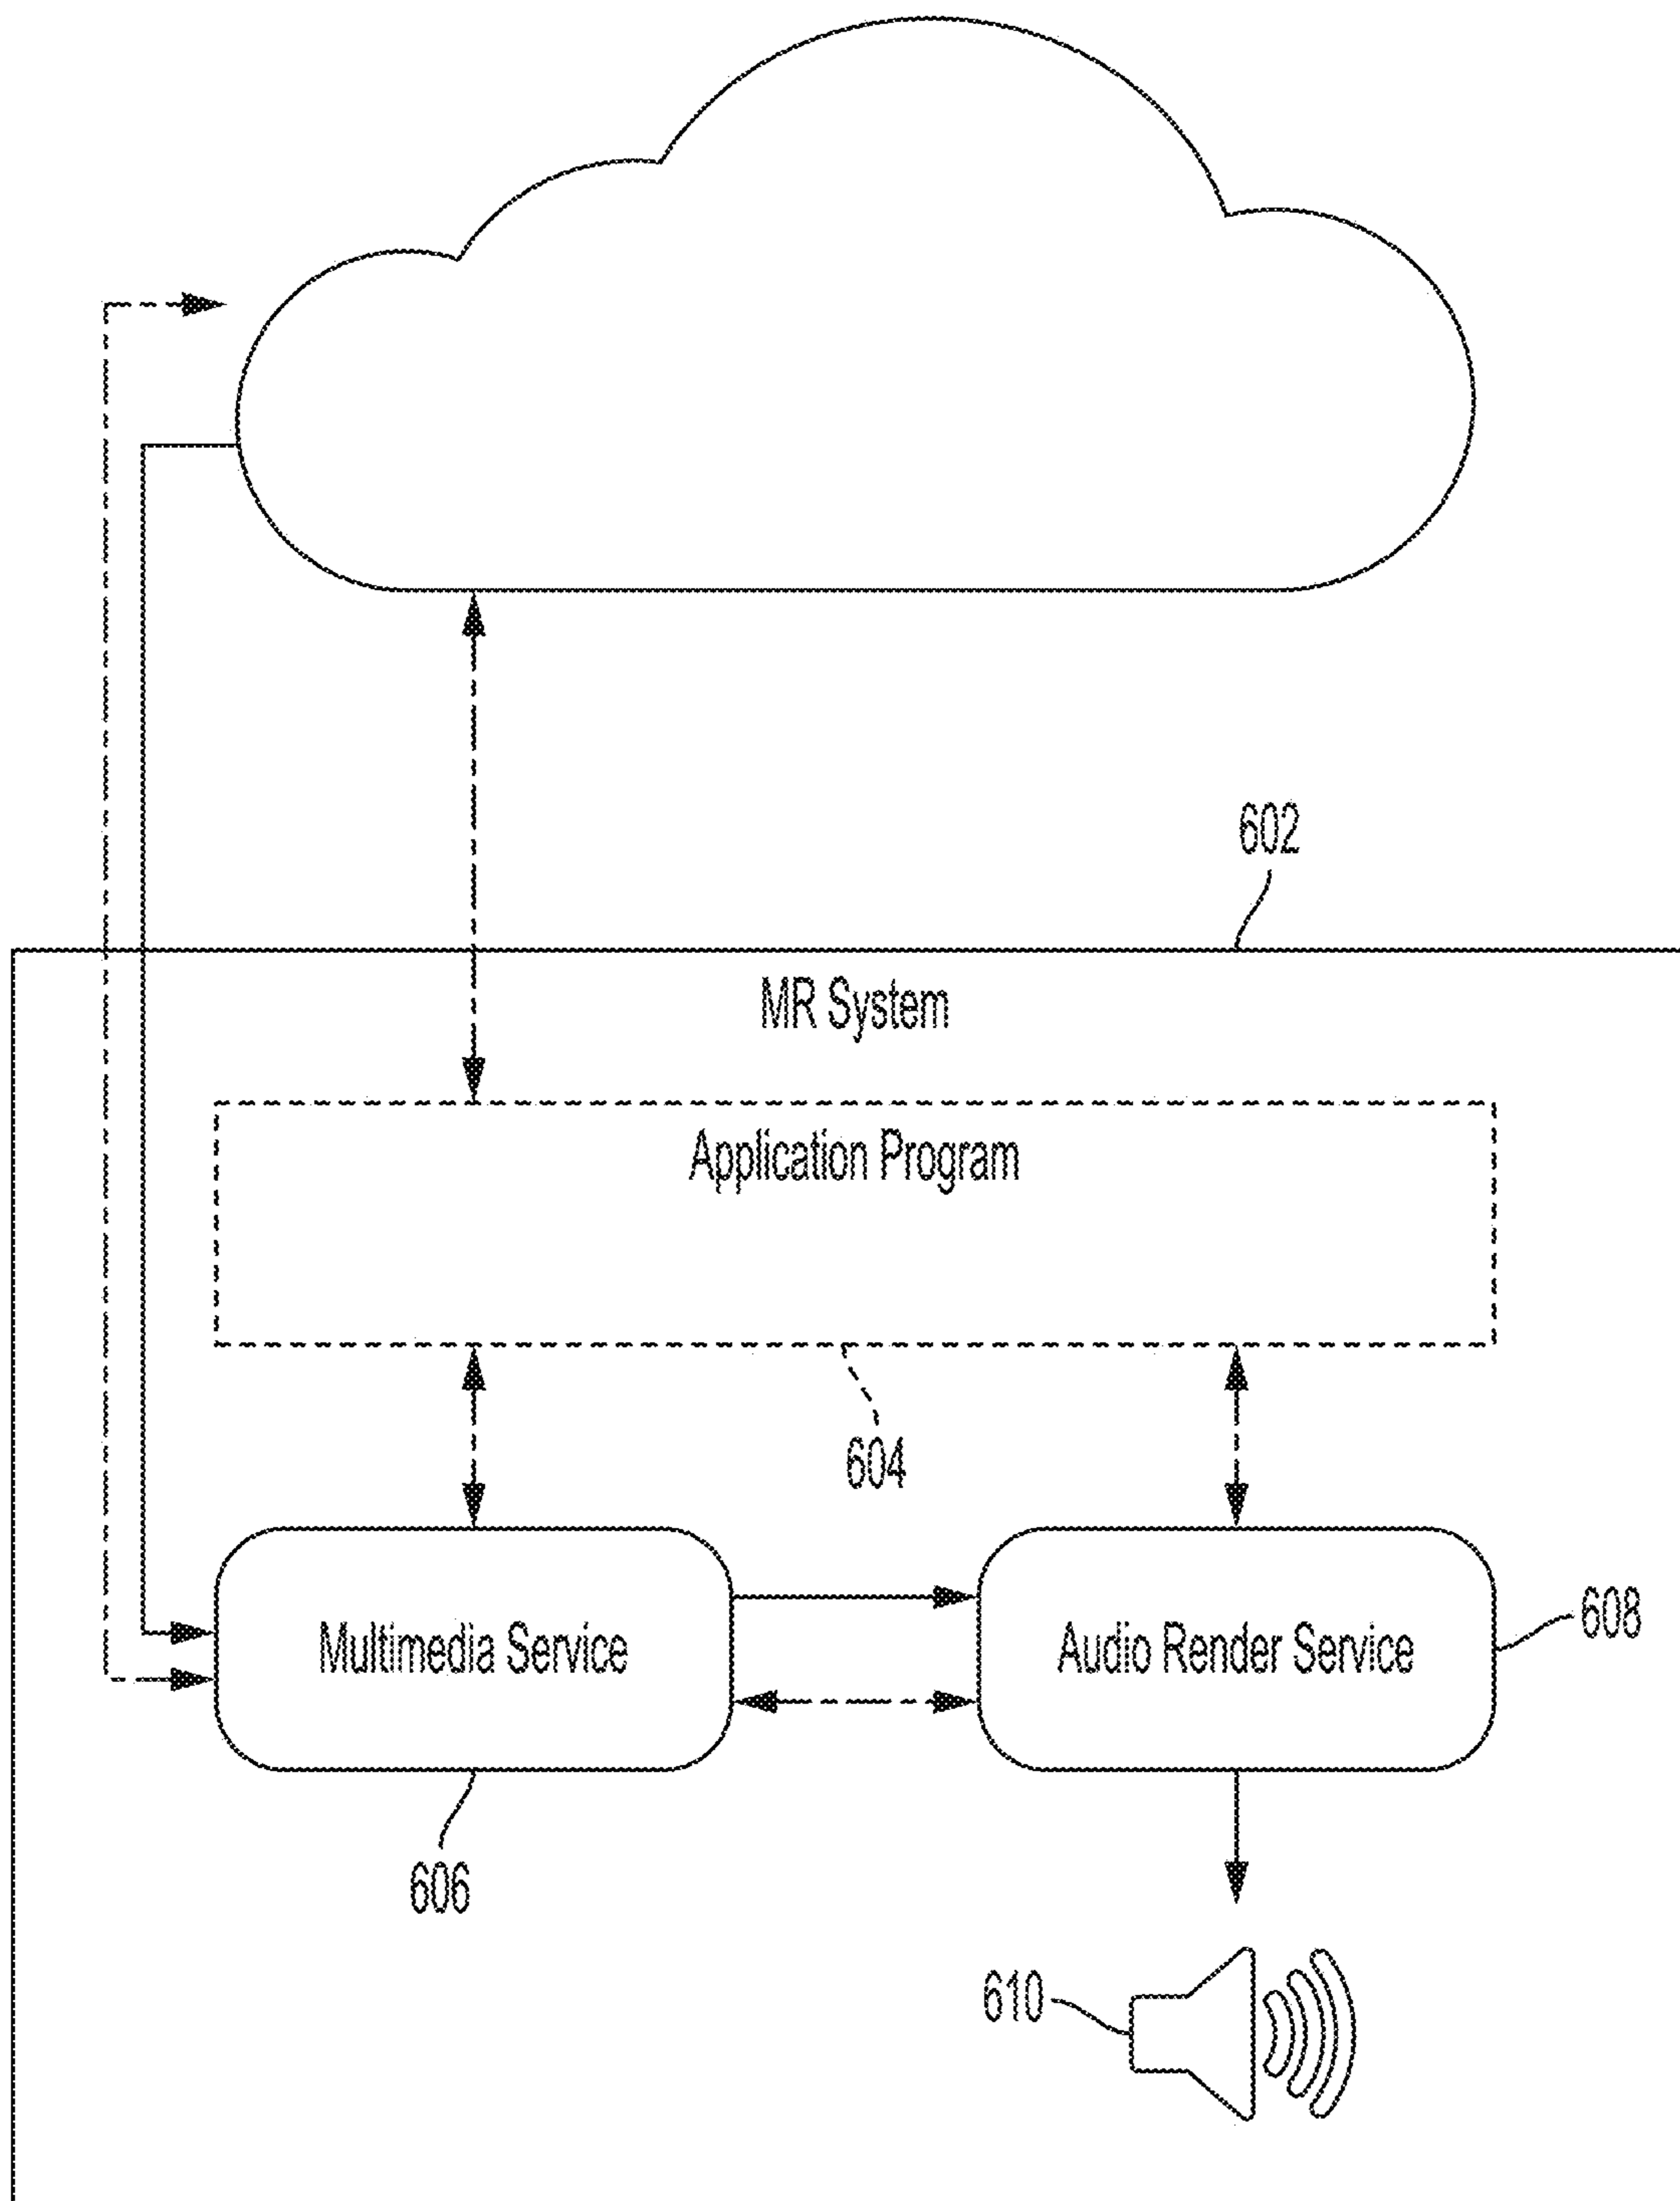 602
MR System
Application Program
604
Multimedia Service
Audio Render Service
608
606
610